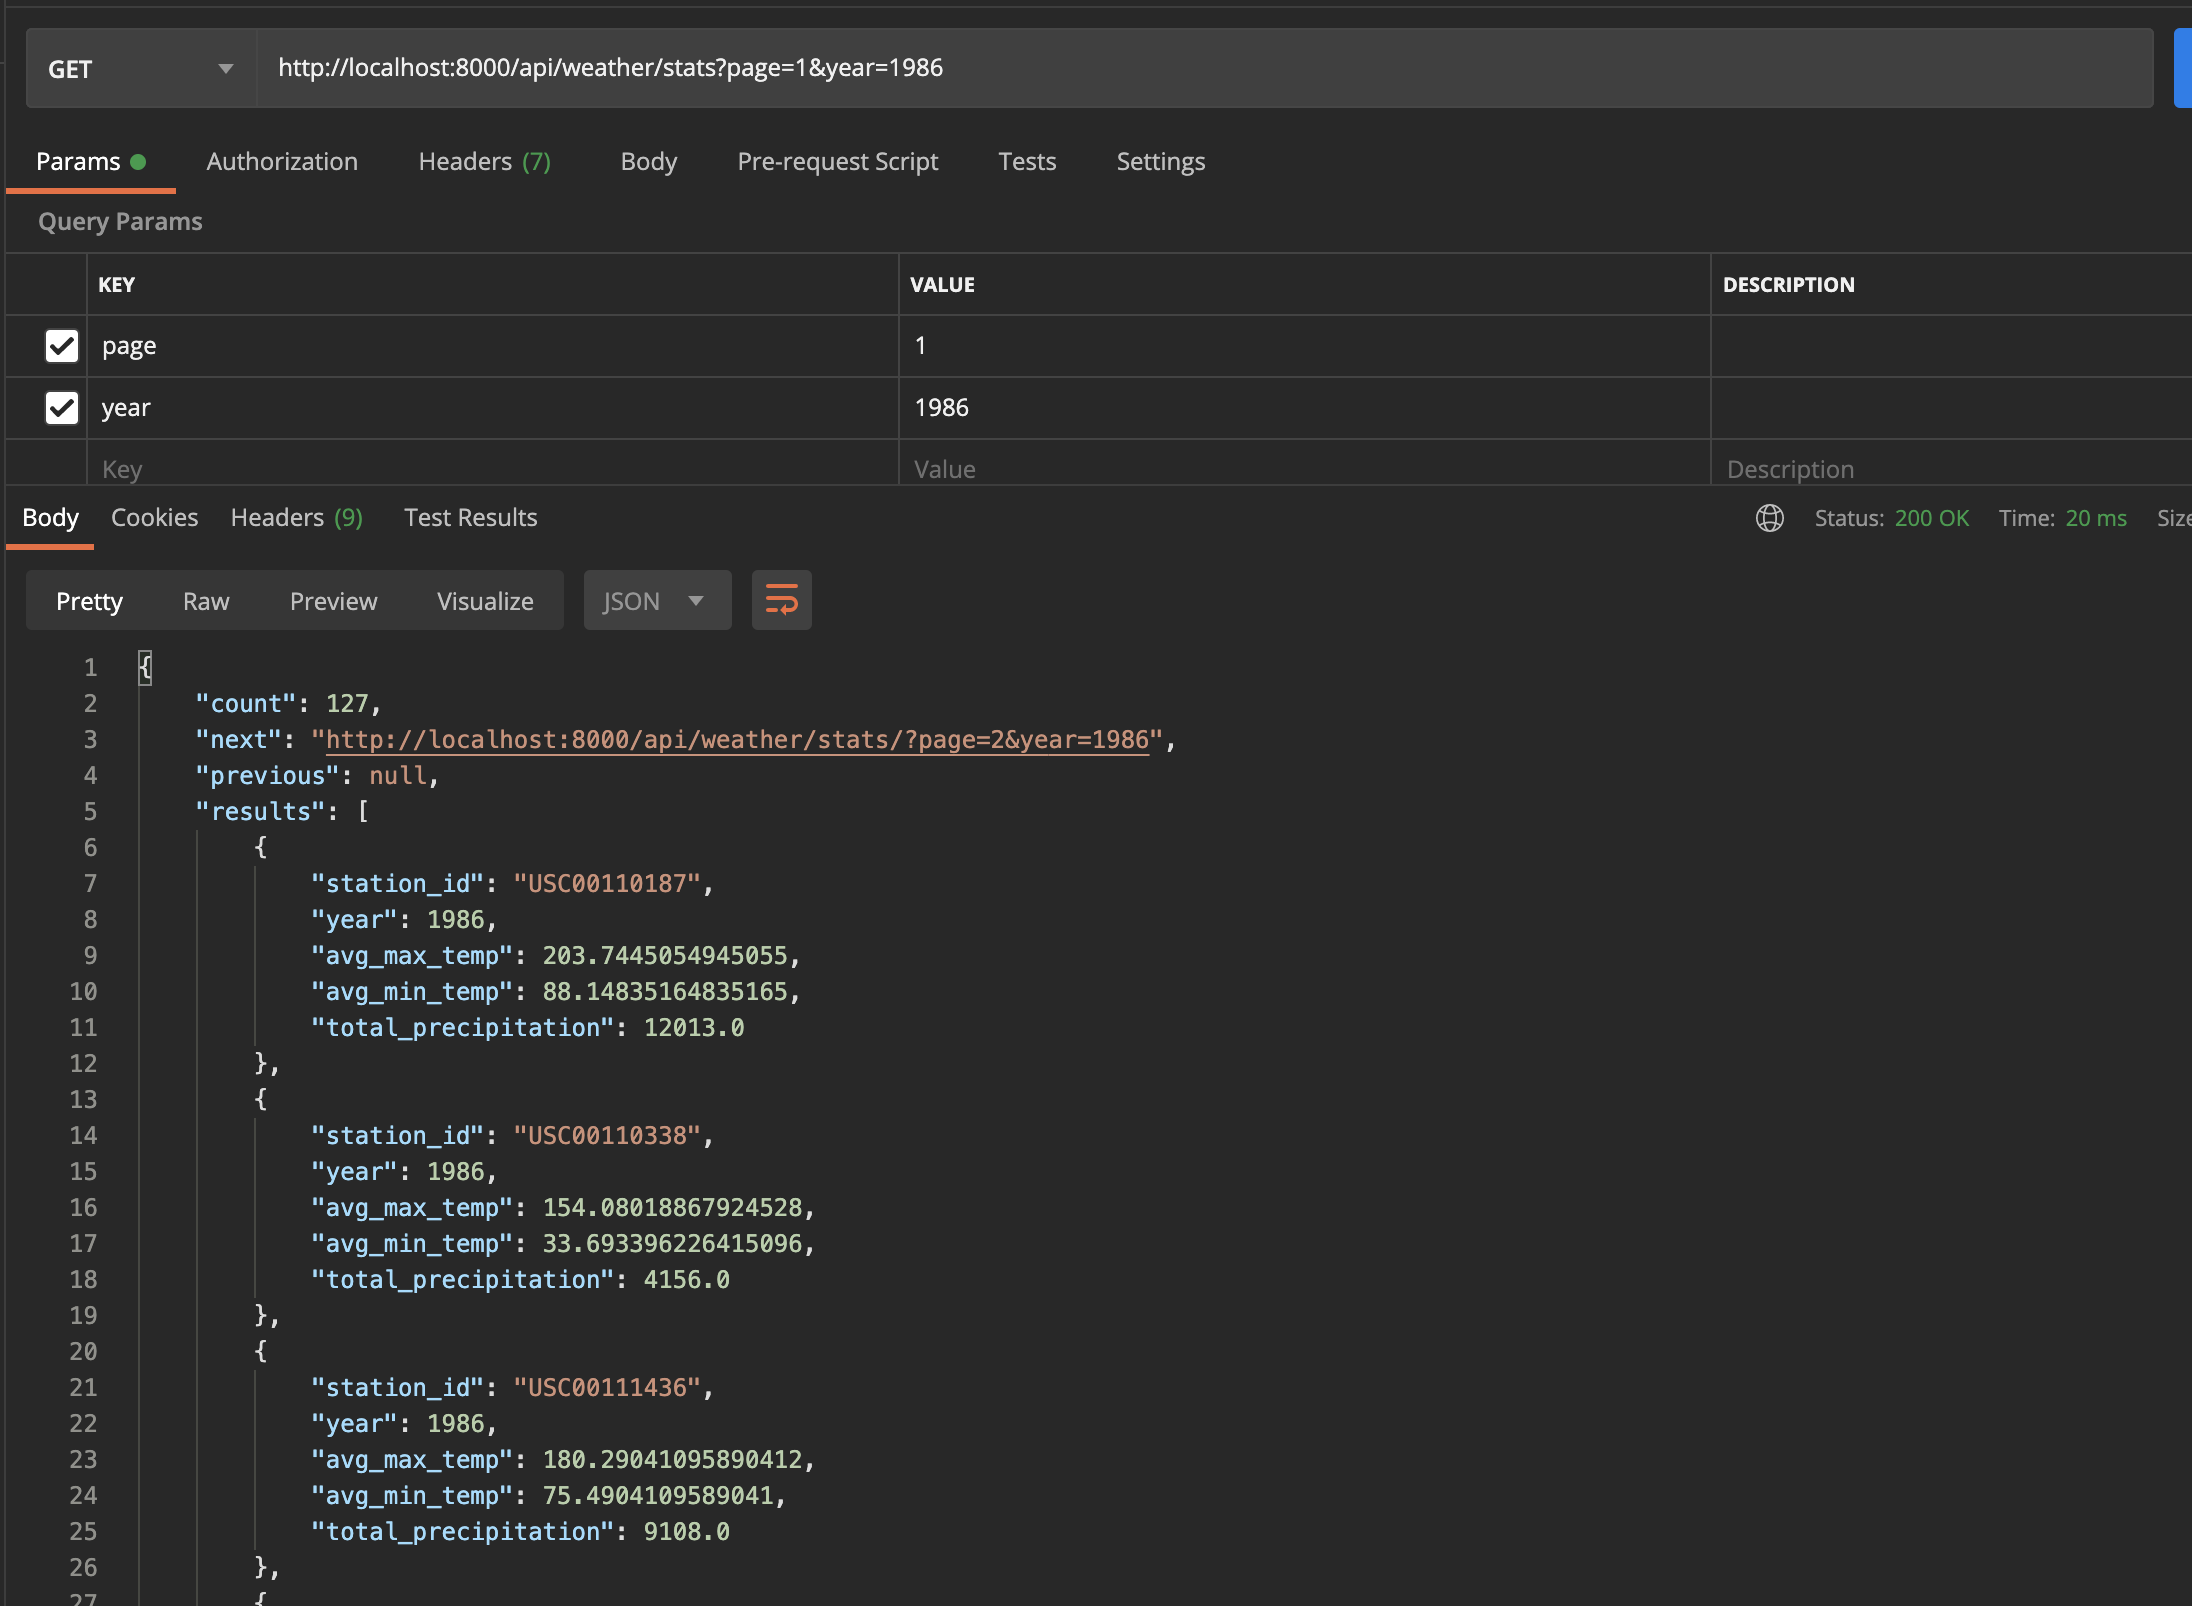 GET http://localhost:8000/api/weather/stats?page=1&year=1986
Params Authorization Headers (7) Body Pre-request Script Tests Settings
Query Params
KEY VALUE DESCRIPTION
page 1
year 1986
Key Value Description
Body Cookies Headers (9) Test Results Status: 200 OK Time: 20 ms Size
Pretty Raw Preview Visualize JSON
1 {
2 "count": 127,
3 "next": "http://localhost:8000/api/weather/stats/?page=2&year=1986",
4 "previous": null,
5 "results": [
6 {
7 "station_id": "USC00110187",
8 "year": 1986,
9 "avg_max_temp": 203.7445054945055,
10 "avg_min_temp": 88.14835164835165,
11 "total_precipitation": 12013.0
12 },
13 {
14 "station_id": "USC00110338",
15 "year": 1986,
16 "avg_max_temp": 154.08018867924528,
17 "avg_min_temp": 33.693396226415096,
18 "total_precipitation": 4156.0
19 },
20 {
21 "station_id": "USC00111436",
22 "year": 1986,
23 "avg_max_temp": 180.29041095890412,
24 "avg_min_temp": 75.4904109589041,
25 "total_precipitation": 9108.0
26 },
27 {